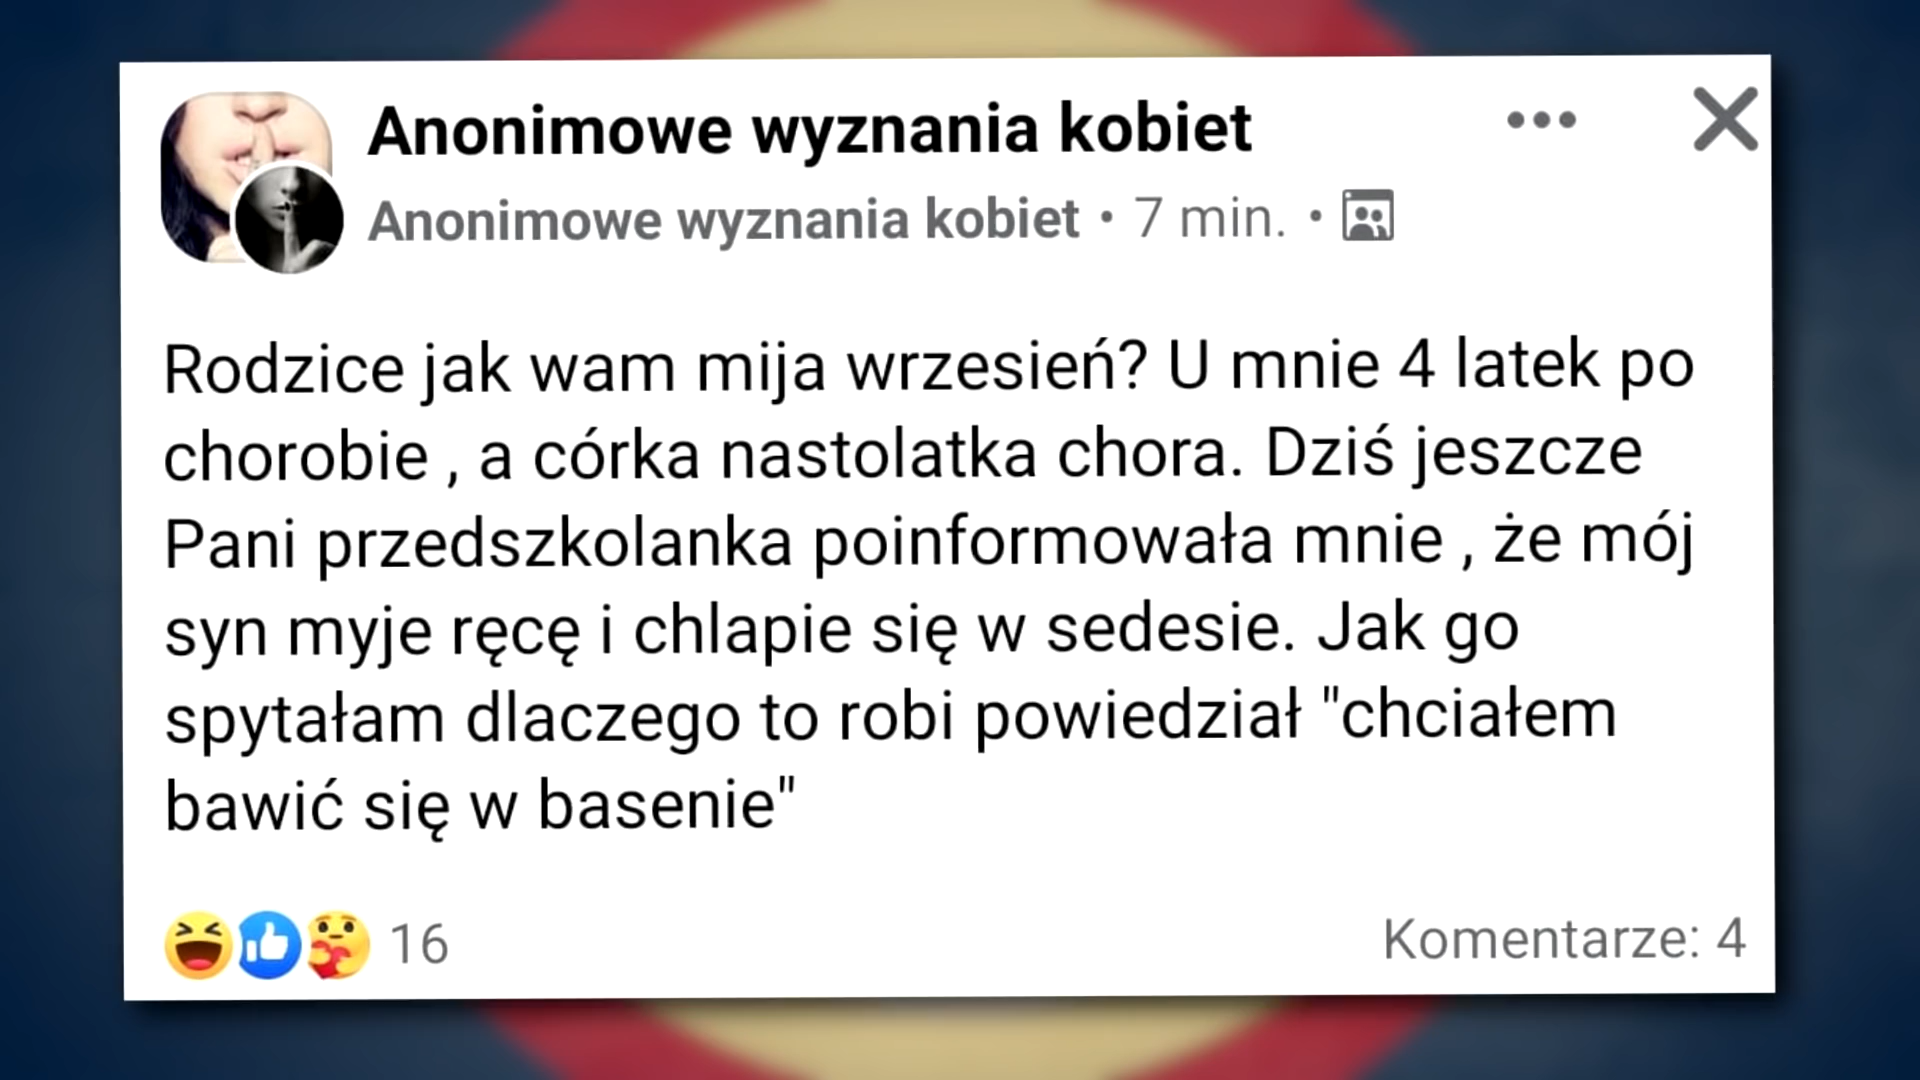 Anonimowe wyznania kobiet
Anonimowe wyznania kobiet • 7 min. •
Rodzice jak wam mija wrzesień? U mnie 4 latek po
chorobie , a córka nastolatka chora. Dziś jeszcze
Pani przedszkolanka poinformowała mnie , że mój
syn myje ręcę i chlapie się w sedesie. Jak go
spytałam dlaczego to robi powiedział "chciałem
bawić się w basenie"
16
Komentarze: 4